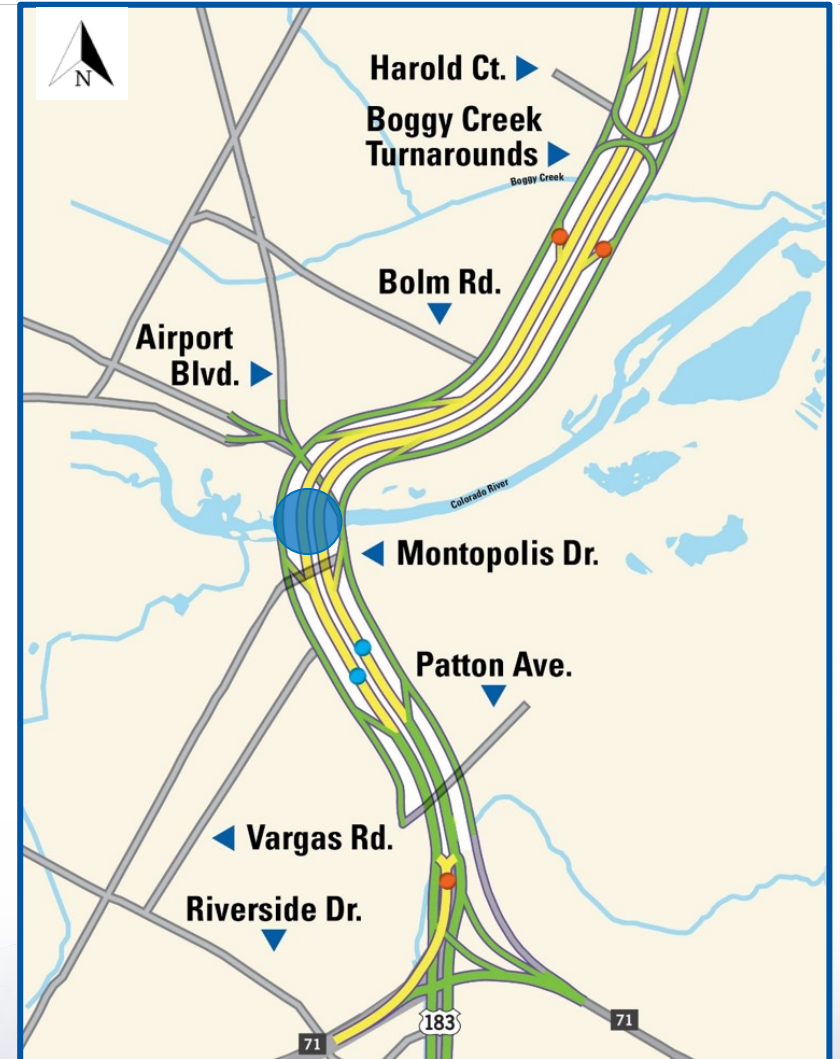 N
Harold Ct.
Boggy Creek
Turnarounds
Boggy Creek
Bolm Rd.
Airport
Blvd.
Colorado River
Montopolis Dr.
Patton Ave.
Vargas Rd.
Riverside Dr.
183
71
71